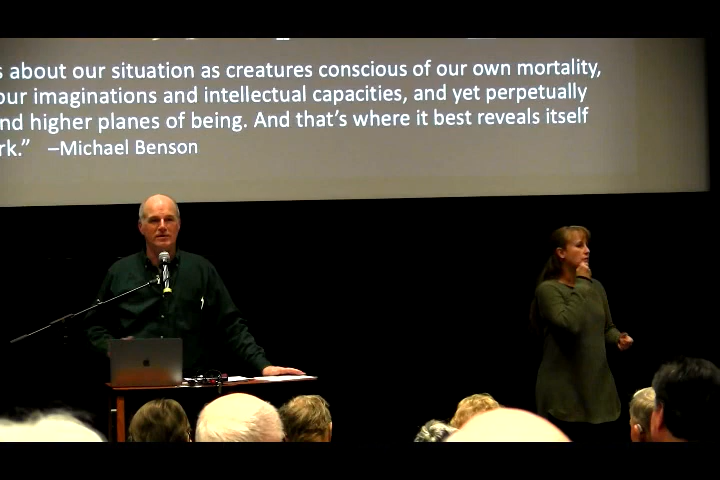 about our situation as creatures conscious of our own mortality,
our imaginations and intellectual capacities, and yet perpetually
and higher planes of being. And that’s where it best reveals itself
rk.” –Michael Benson